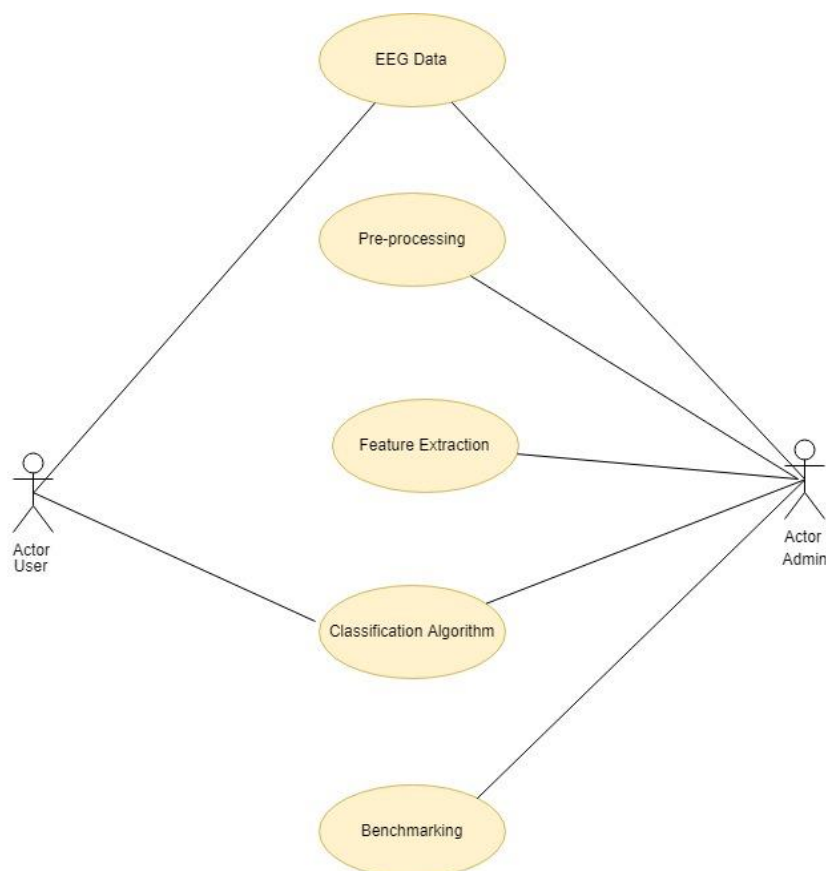 EEG Data
Pre-processing
Feature Extraction
Actor
User
Actor
Admin
Classification Algorithm
Benchmarking